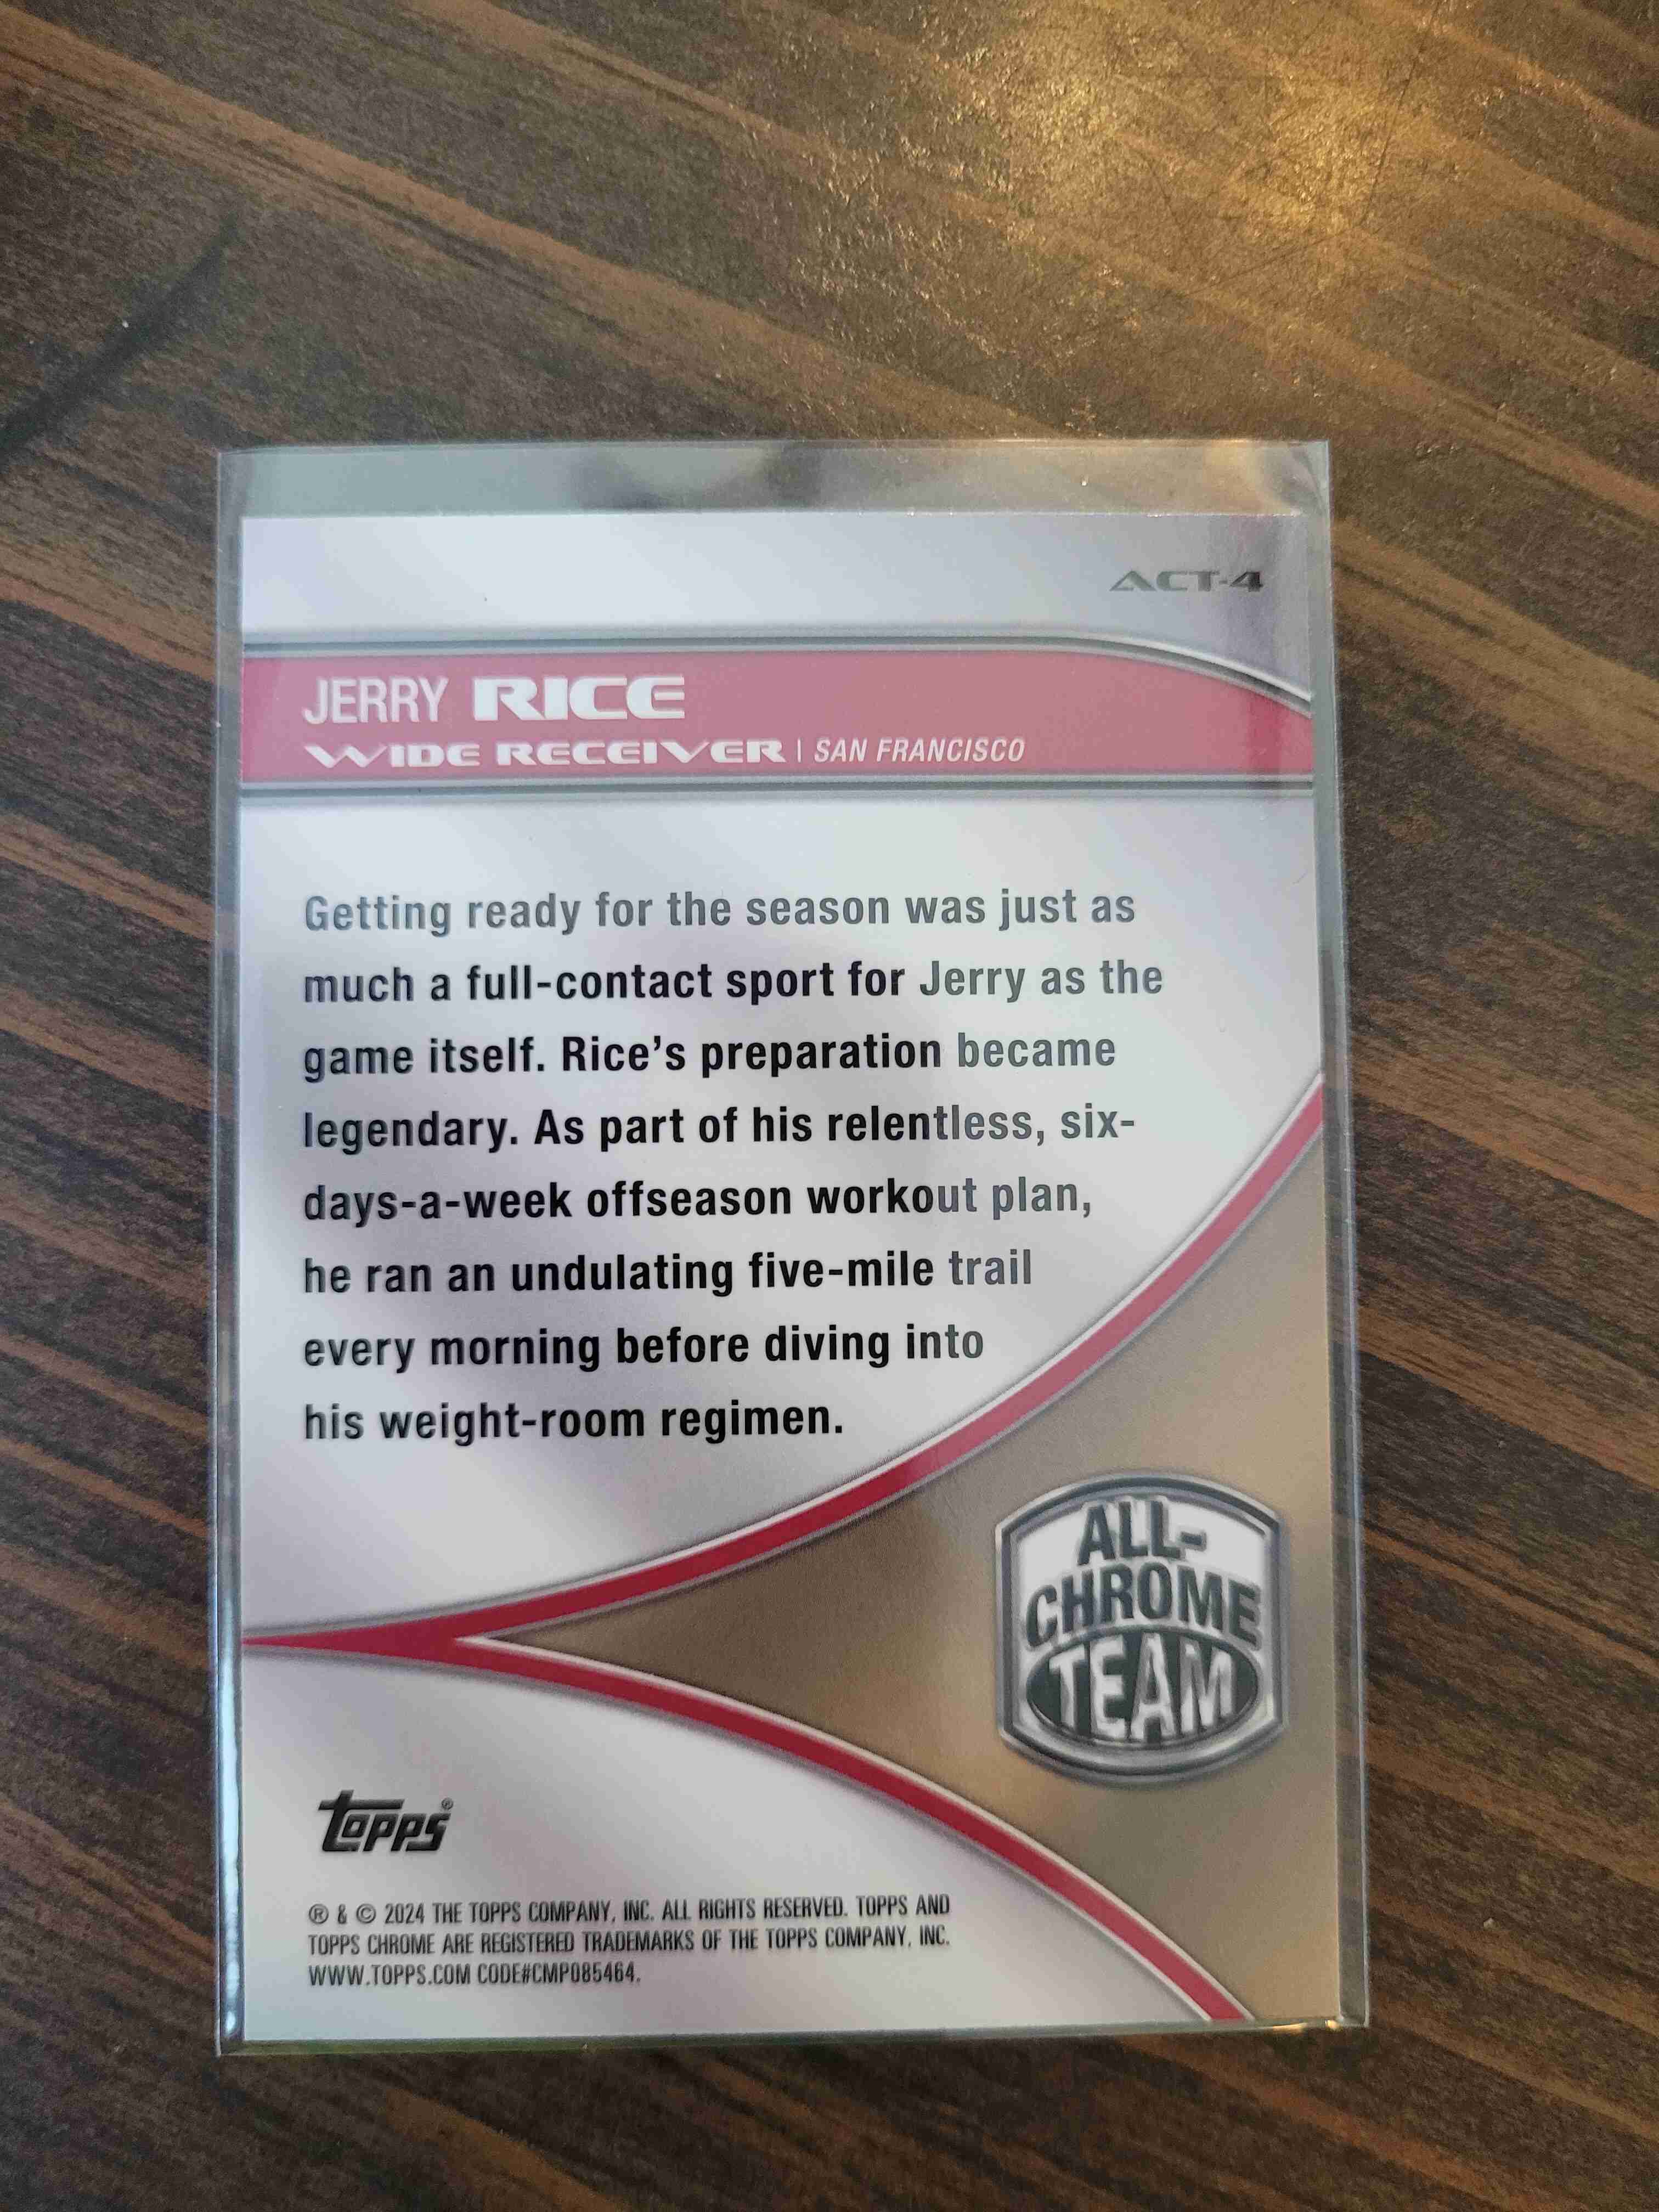 ACT-4
JERRY RICE
WIDE RECEIVER | SAN FRANCISCO
Getting ready for the season was just as
much a full-contact sport for Jerry as the
game itself. Rice's preparation became
legendary. As part of his relentless, six-
days-a-week offseason workout plan,
he ran an undulating five-mile trail
every morning before diving into
his weight-room regimen.
ALL-
CHROME
TEAM
topps®
® & © 2024 THE TOPPS COMPANY, INC. ALL RIGHTS RESERVED. TOPPS AND
TOPPS CHROME ARE REGISTERED TRADEMARKS OF THE TOPPS COMPANY, INC.
WWW.TOPPS.COM CODE#CMP085464.